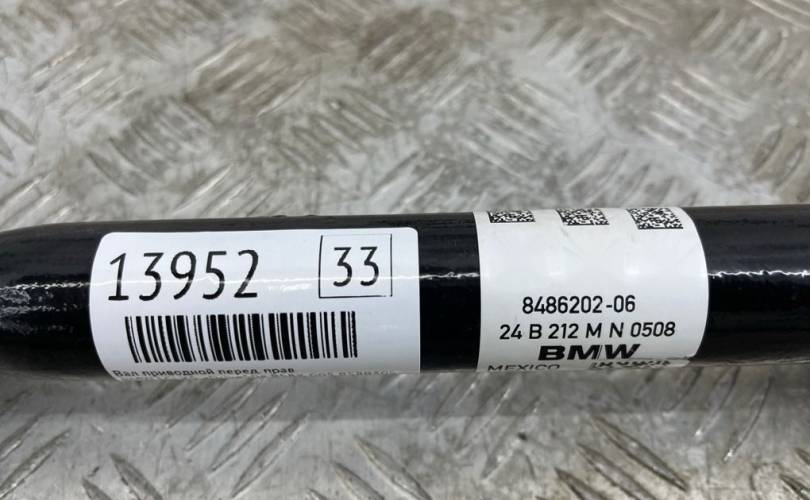 13952
33
Вал приводной перед. прав.
8486202-06
24 B 212 M N 0508
BMW
MEXICO